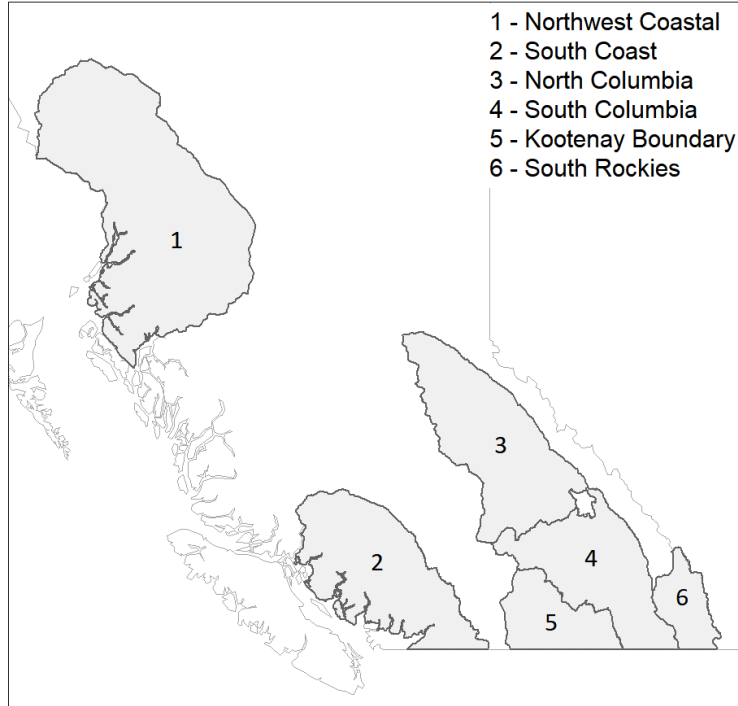 1 - Northwest Coastal
2 - South Coast
3 - North Columbia
4 - South Columbia
5 - Kootenay Boundary
6 - South Rockies
1
3
2
4
6
5